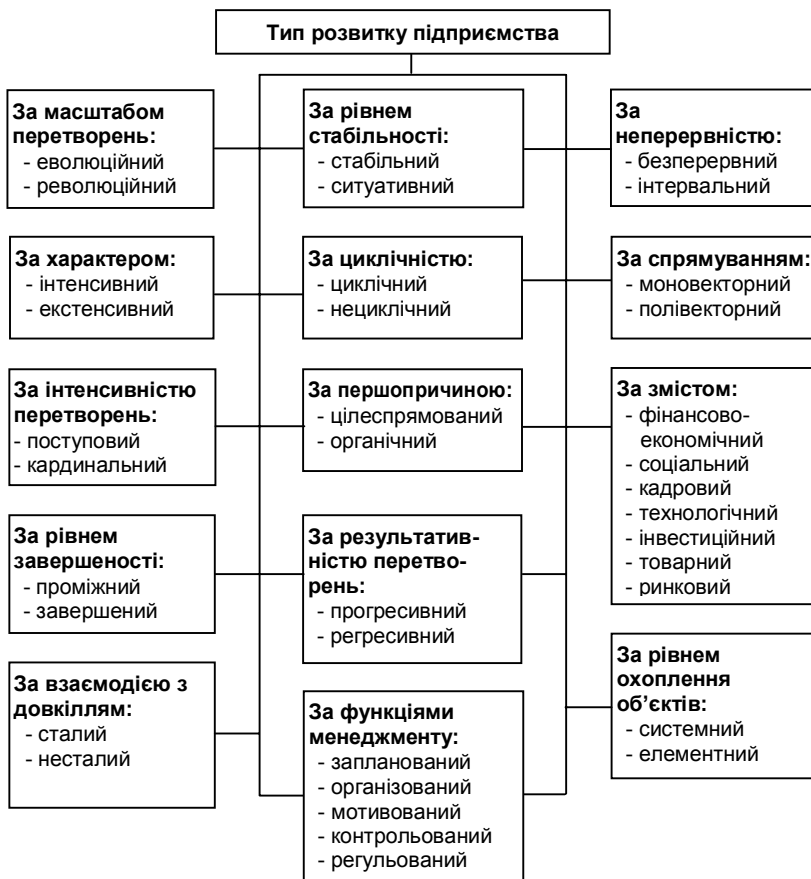 Тип розвитку підприємства
За масштабом
перетворень:
- еволюційний
- революційний
За рівнем
стабільності:
- стабільний
- ситуативний
За
неперервністю:
- безперервний
- інтервальний
За характером:
- інтенсивний
- екстенсивний
За циклічністю:
- циклічний
- нециклічний
За спрямуванням:
- моновекторний
- полівекторний
За інтенсивністю
перетворень:
- поступовий
- кардинальний
За першопричиною:
- цілеспрямований
- органічний
За змістом:
- фінансово-
економічний
- соціальний
- кадровий
- технологічний
- інвестиційний
- товарний
- ринковий
За рівнем
завершеності:
- проміжний
- завершений
За результатив-
ністю перетво-
рень:
- прогресивний
- регресивний
За рівнем
охоплення
об’єктів:
- системний
- елементний
За взаємодією з
довкіллям:
- сталий
- несталий
За функціями
менеджменту:
- запланований
- організований
- мотивований
- контрольований
- регульований